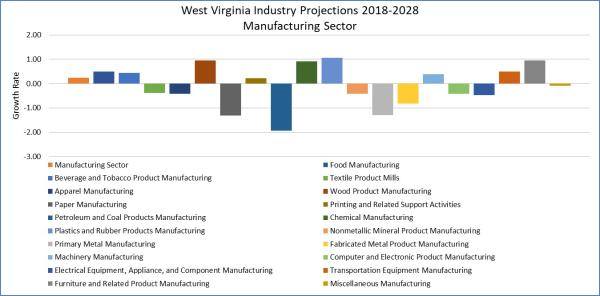 West Virginia Industry Projections 2018-2028
Manufacturing Sector
2.00
1.00
0.00
-1.00
-2.00
-3.00
Growth Rate
Manufacturing Sector
Food Manufacturing
Beverage and Tobacco Product Manufacturing
Textile Product Mills
Apparel Manufacturing
Wood Product Manufacturing
Paper Manufacturing
Printing and Related Support Activities
Petroleum and Coal Products Manufacturing
Chemical Manufacturing
Plastics and Rubber Products Manufacturing
Nonmetallic Mineral Product Manufacturing
Primary Metal Manufacturing
Fabricated Metal Product Manufacturing
Machinery Manufacturing
Computer and Electronic Product Manufacturing
Electrical Equipment, Appliance, and Component Manufacturing
Transportation Equipment Manufacturing
Furniture and Related Product Manufacturing
Miscellaneous Manufacturing